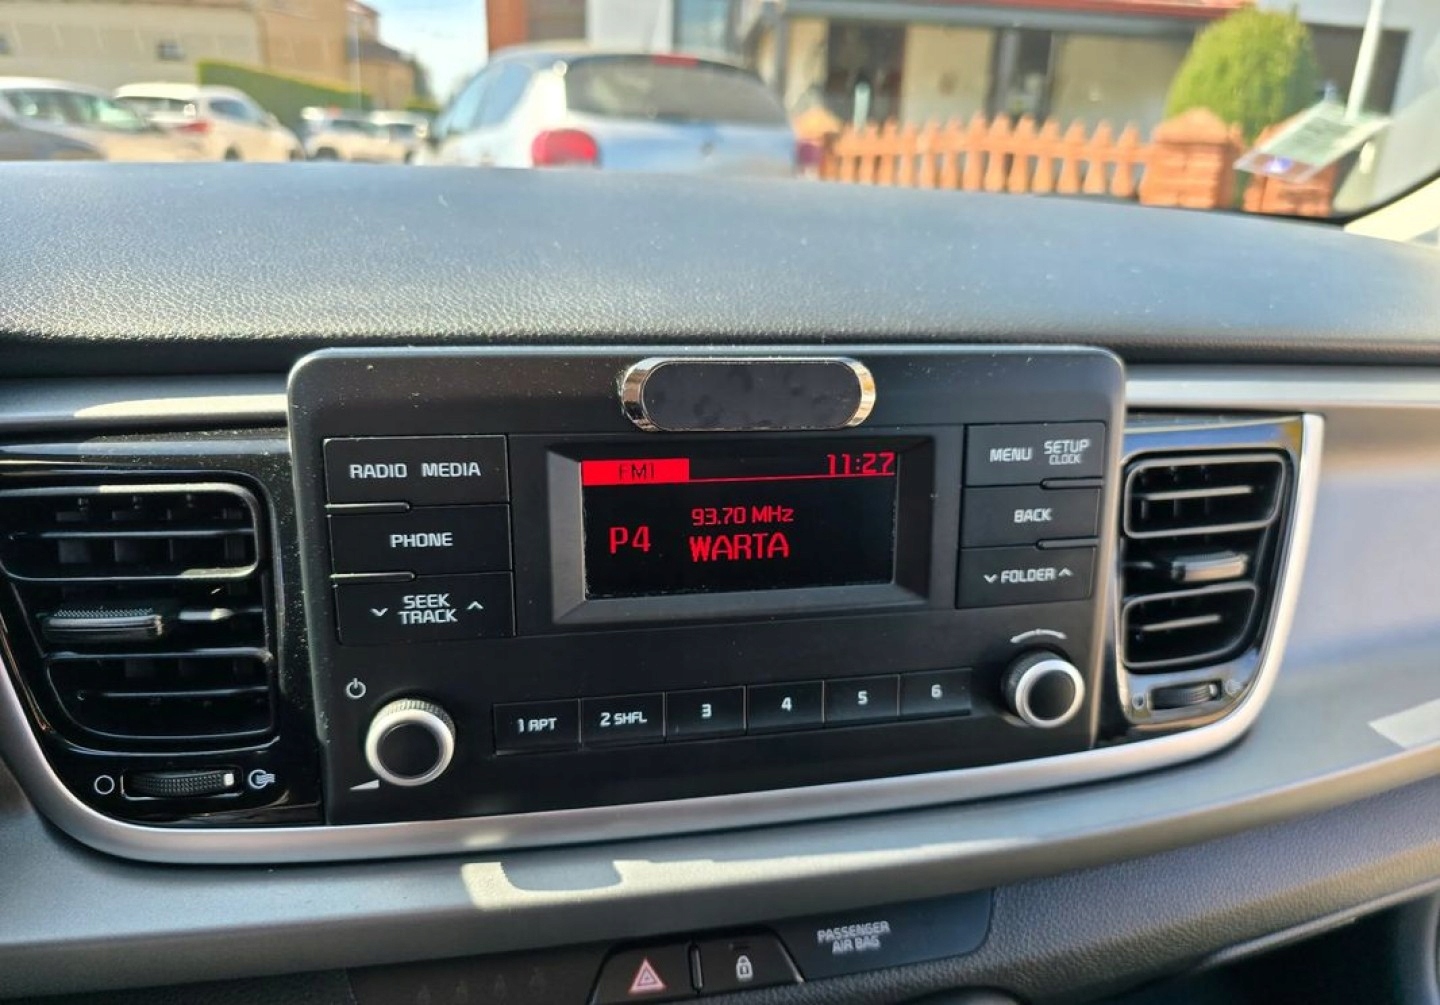 RADIO MEDIA
PHONE
SEEK
TRACK
FM1
11:27
93.70 MHz
P4
WARTA
MENU
SETUP
CLOCK
BACK
FOLDER
1 RPT
2 SHFL
3
4
5
6
PASSENGER
AIR BAG